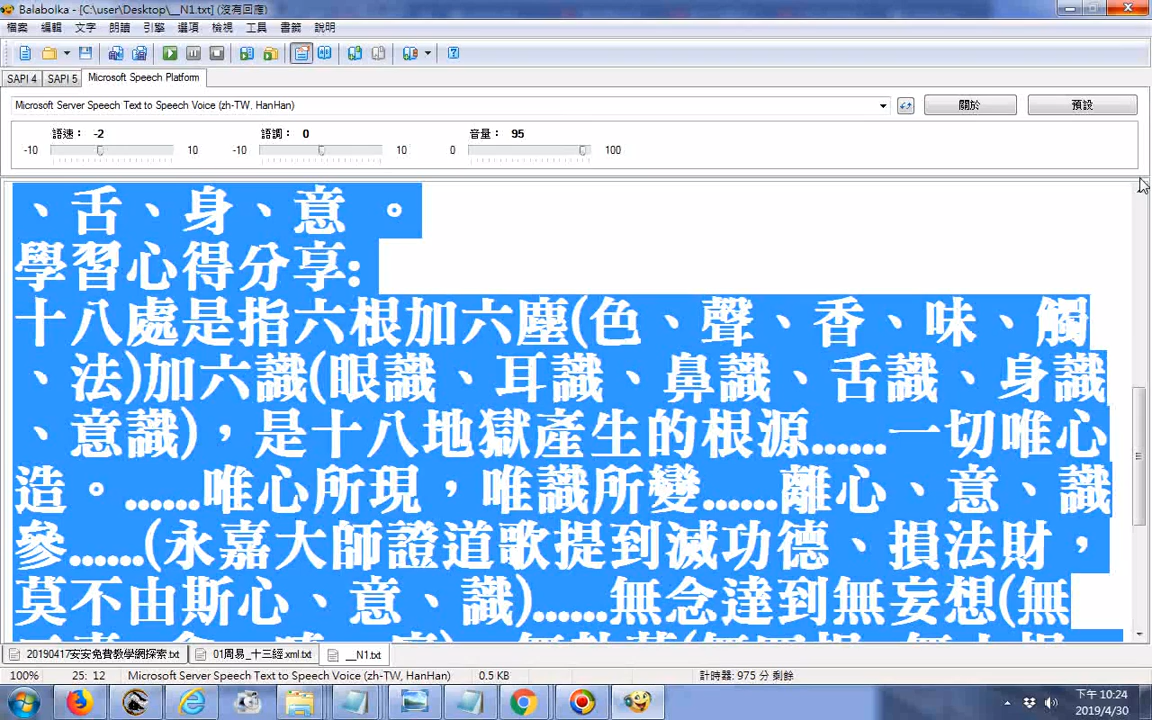 Balabolka - [C:\user\Desktop\__N1.txt] (沒有回應)
檔案 編輯 文字 朗讀 引擎 選項 檢視 工具 書籤 說明
SAPI 4 SAPI 5 Microsoft Speech Platform
Microsoft Server Speech Text to Speech Voice (zh-TW, HanHan) 關於 預設
語速： -2 語調： 0 音量： 95
-10 10 -10 10 0 100
、舌、身、意 。
學習心得分享:
十八處是指六根加六塵(色、聲、香、味、觸
、法)加六識(眼識、耳識、鼻識、舌識、身識
、意識)，是十八地獄產生的根源......一切唯心
造。......唯心所現，唯識所變......離心、意、識
參......(永嘉大師證道歌提到滅功德、損法財，
莫不由斯心、意、識)......無念達到無妄想(無
20190417安安免費教學網探索.txt 01周易_十三經.xml.txt __N1.txt
100% 25: 12 Microsoft Server Speech Text to Speech Voice (zh-TW, HanHan) 0.5 KB 計時器: 975 分 剩餘
下午 10:24
2019/4/30